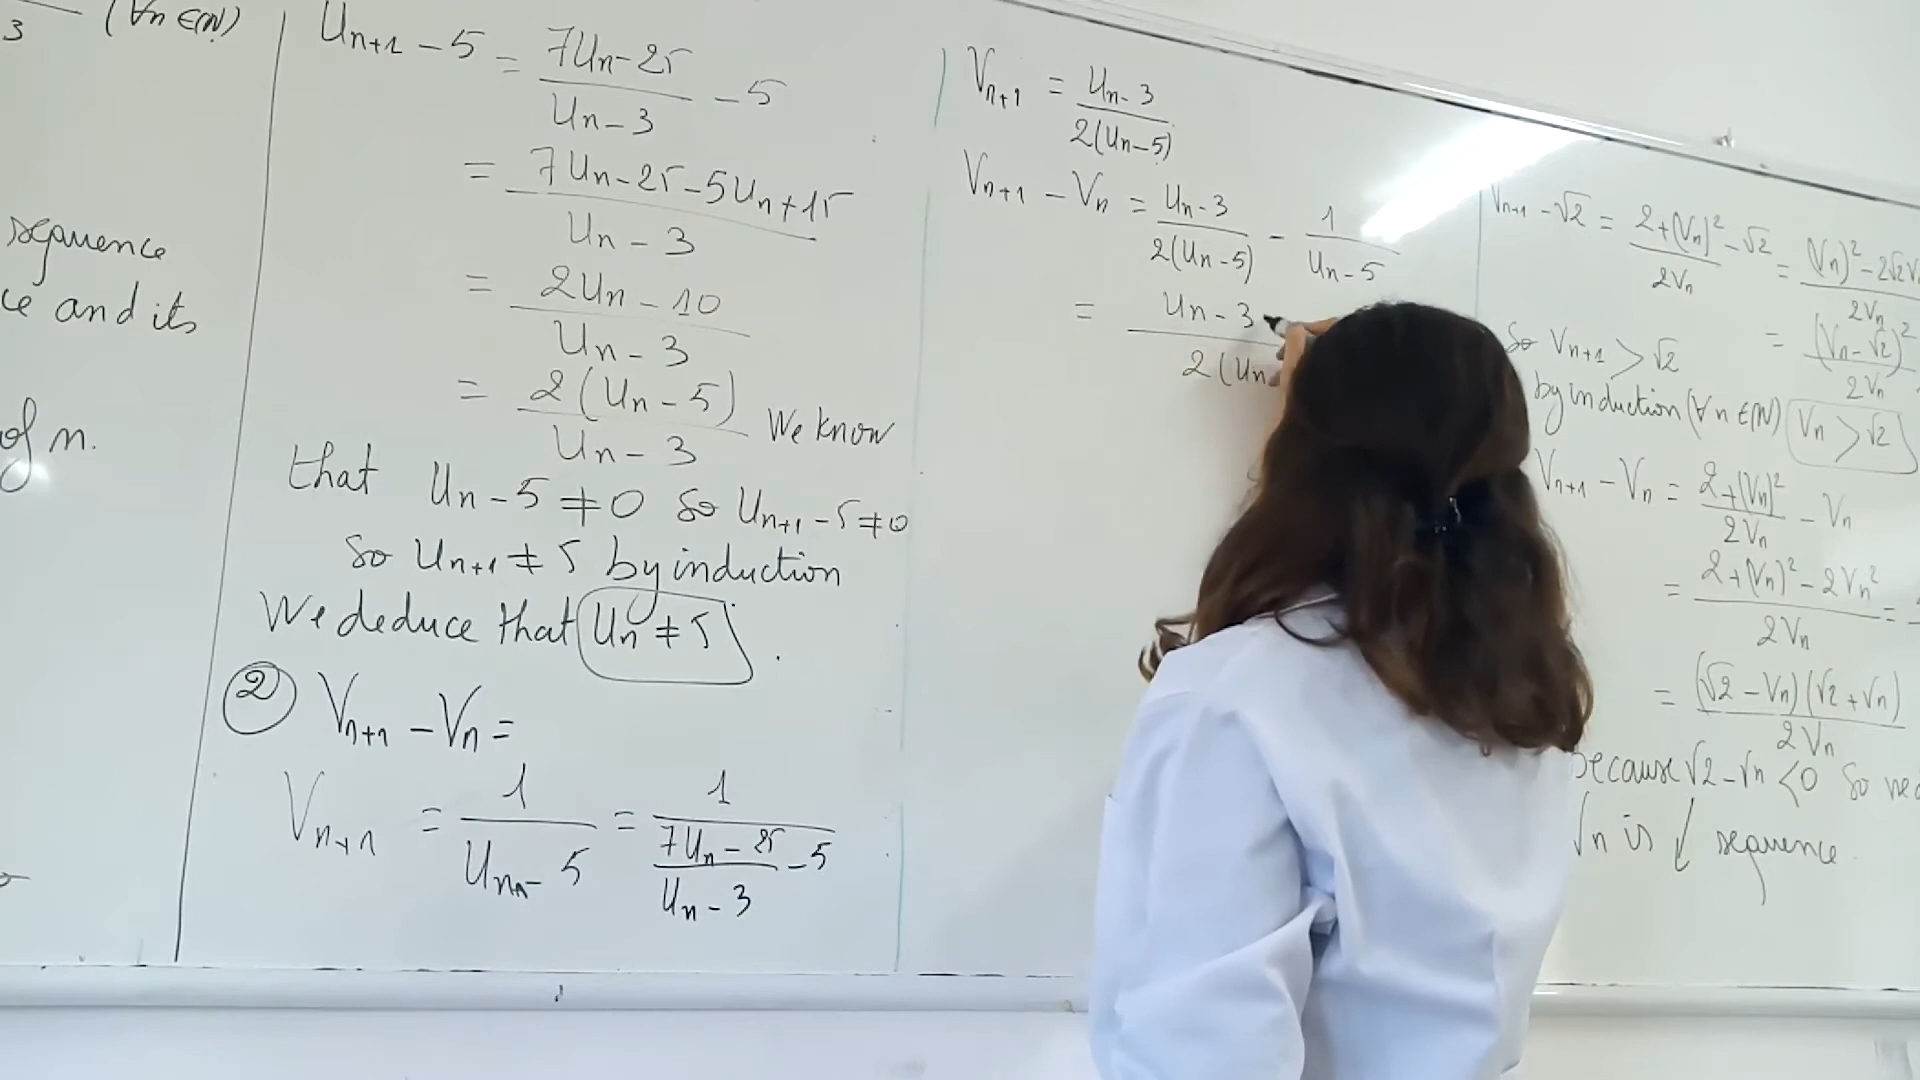 3 (∀n ∈ ℕ)
sequence
ce and its
of n.
Un+1 - 5 = (7Un - 25)/(Un - 3) - 5
= (7Un - 25 - 5Un + 15)/(Un - 3)
= (2Un - 10)/(Un - 3)
= 2(Un - 5)/(Un - 3) We know
that Un - 5 ≠ 0 So Un+1 - 5 ≠ 0
So Un+1 ≠ 5 by induction
We deduce that Un ≠ 5 .
② Vn+1 - Vn =
Vn+1 = 1/(Un+1 - 5) = 1/((7Un - 25)/(Un - 3) - 5)
Vn+1 = (Un - 3)/(2(Un - 5))
Vn+1 - Vn = (Un - 3)/(2(Un - 5)) - 1/(Un - 5)
= (Un - 3)/(2(Un
Vn+1 - √2 = (2 + (Vn)²)/(2Vn) - √2 = ((Vn)² - 2√2Vn)/(2Vn)
= (Vn - √2)²/(2Vn)
So Vn+1 > √2
by induction (∀n ∈ ℕ) Vn > √2
Vn+1 - Vn = (2 + (Vn)²)/(2Vn) - Vn
= (2 + (Vn)² - 2Vn²)/(2Vn) =
= (√2 - Vn)(√2 + Vn)/(2Vn)
because √2 - Vn < 0 So
Vn is ↓ sequence